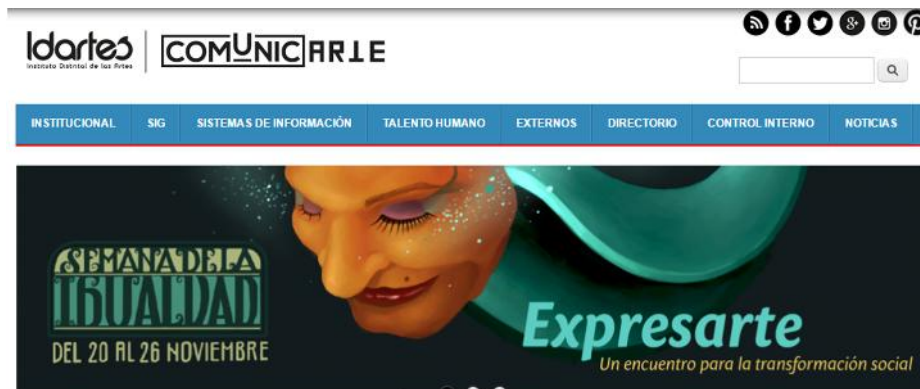 Idartes
Instituto Distrital de las Artes
COMUNICARTE
INSTITUCIONAL
SIG
SISTEMAS DE INFORMACIÓN
TALENTO HUMANO
EXTERNOS
DIRECTORIO
CONTROL INTERNO
NOTICIAS
SEMANA DE LA
IGUALDAD
DEL 20 AL 26 NOVIEMBRE
Expresarte
Un encuentro para la transformación social